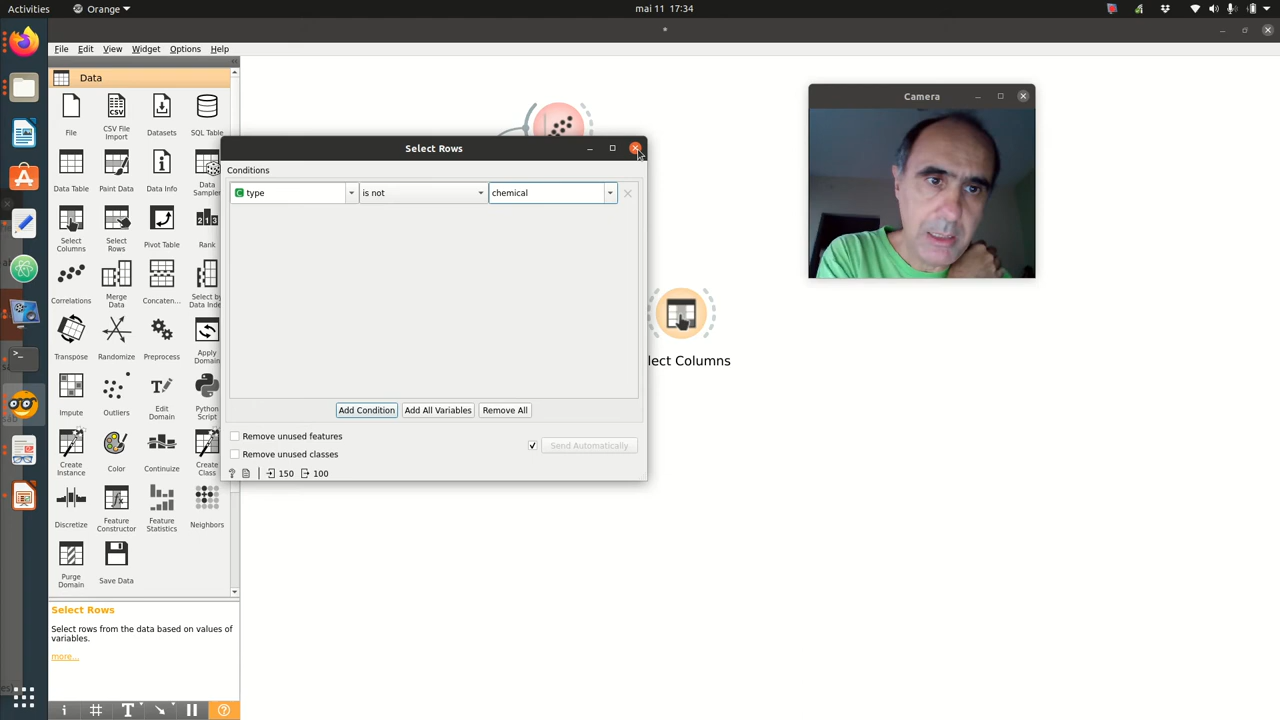 Activities
Orange
mai 11 17:34
File Edit View Widget Options Help
Data
File
CSV File Import
Datasets
SQL Table
Data Table
Paint Data
Data Info
Data Sampler
Select Columns
Select Rows
Pivot Table
Rank
Correlations
Merge Data
Concaten...
Select by Data Index
Transpose
Randomize
Preprocess
Apply Domain
Impute
Outliers
Edit Domain
Python Script
Create Instance
Color
Continuize
Create Class
Discretize
Feature Constructor
Feature Statistics
Neighbors
Purge Domain
Save Data
Select Rows
Select rows from the data based on values of
variables.
more...
Select Rows
Conditions
C type is not chemical
Add Condition Add All Variables Remove All
Remove unused features
Send Automatically
Remove unused classes
150 100
Camera
lect Columns